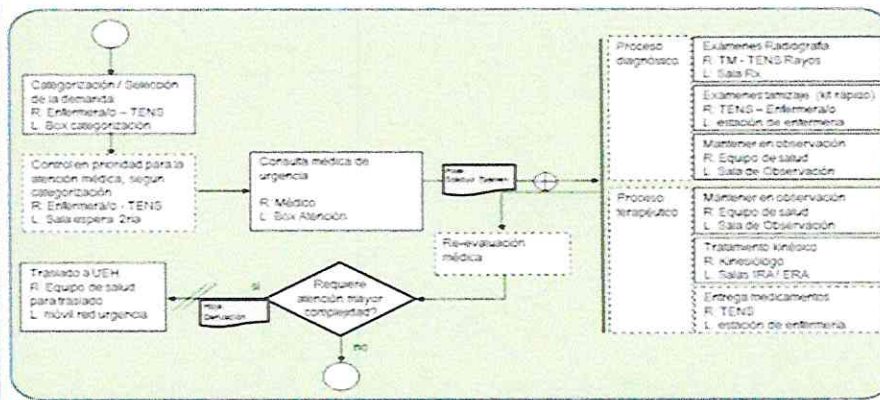 Categorización / Selección
de la demanda
R: Enfermera/o – TENS
L: Box categorización
Control en prioridad para la
atención médica, según
categorización
R: Enfermera/o - TENS
L: Sala espera 2ria
Consulta médica de
urgencia
R: Médico
L: Box Atención
Hoja
Re-evaluación
médica
Requiere
atención mayor
complejidad?
si
no
Hoja
Derivación
Traslado a UEH
R: Equipo de salud
para traslado
L: móvil red urgencia
Proceso
diagnóstico
Exámenes Radiografía
R: TM - TENS Rayos
L: Sala Rx
Exámenes tamizaje (kit rápido)
R: TENS – Enfermera/o
L: estación de enfermería
Mantener en observación
R: Equipo de salud
L: Sala de Observación
Proceso
terapéutico
Mantener en observación
R: Equipo de salud
L: Sala de Observación
Tratamiento kinésico
R: Kinesiólogo
L: Salas IRA / ERA
Entrega medicamentos
R: TENS
L: estación de enfermería